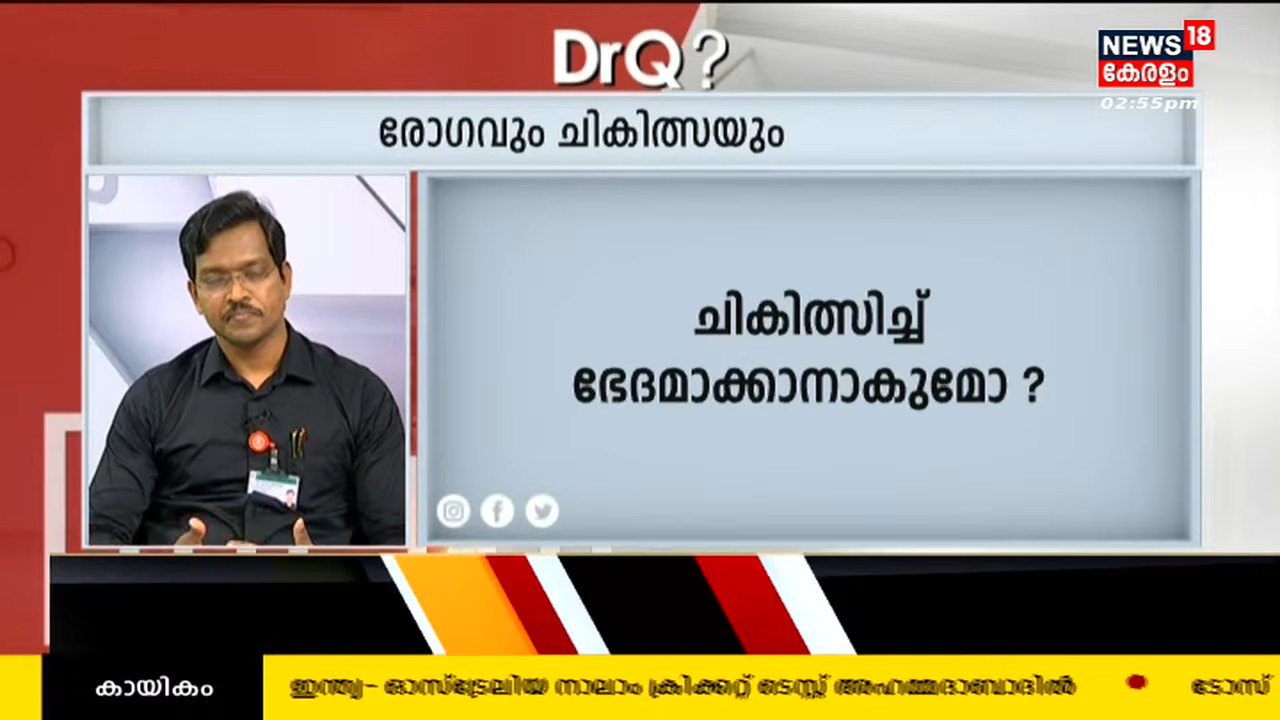 DrQ?
NEWS 18
കേരളം
02:55pm
രോഗവും ചികിത്സയും
ചികിത്സിച്ച്
ഭേദമാക്കാനാകുമോ ?
കായികം
ഇന്ത്യ- ഓസ്ട്രേലിയ നാലാം ക്രിക്കറ്റ് ടെസ്റ്റ് അഹമ്മദാബാദിൽ • ടോസ്